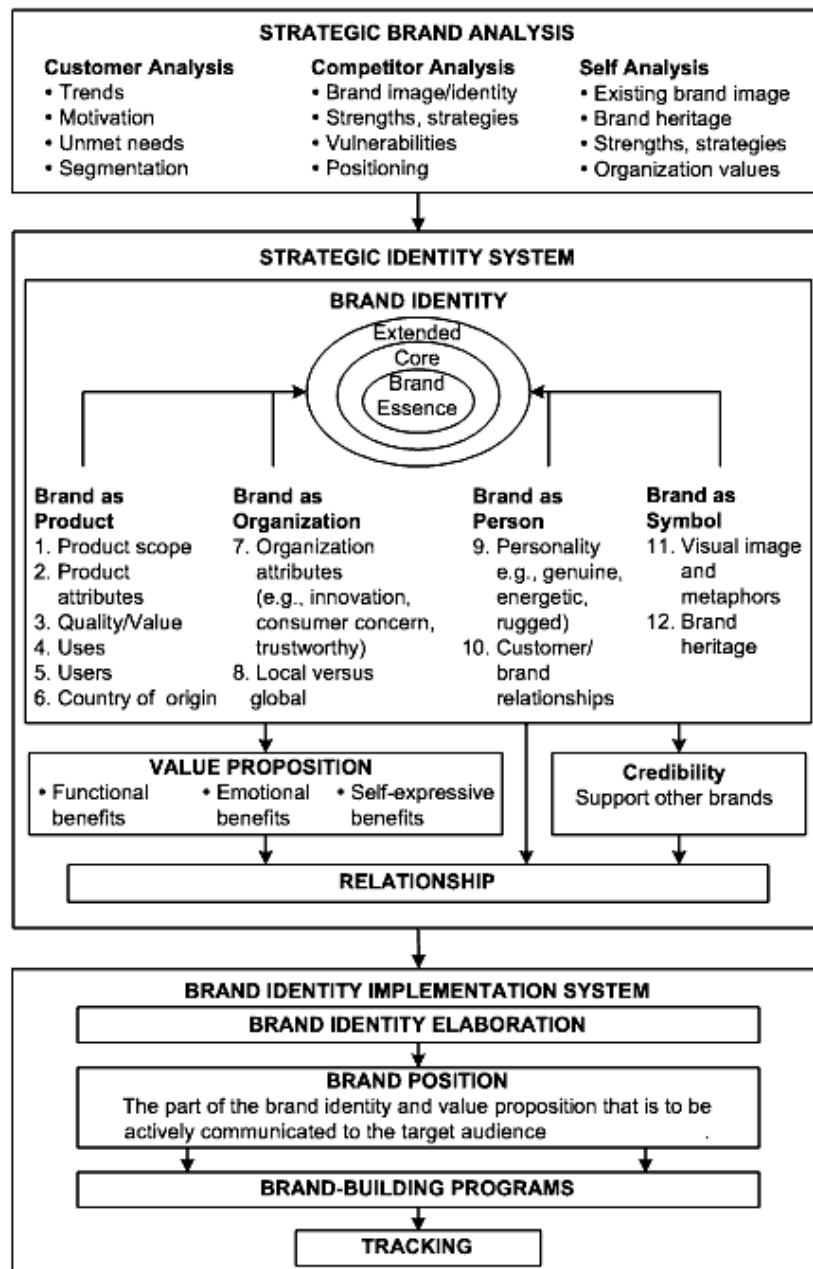 STRATEGIC BRAND ANALYSIS
Customer Analysis
• Trends
• Motivation
• Unmet needs
• Segmentation
Competitor Analysis
• Brand image/identity
• Strengths, strategies
• Vulnerabilities
• Positioning
Self Analysis
• Existing brand image
• Brand heritage
• Strengths, strategies
• Organization values
STRATEGIC IDENTITY SYSTEM
BRAND IDENTITY
Extended
Core
Brand
Essence
Brand as
Product
1. Product scope
2. Product
attributes
3. Quality/Value
4. Uses
5. Users
6. Country of origin
Brand as
Organization
7. Organization
attributes
(e.g., innovation,
consumer concern,
trustworthy)
8. Local versus
global
Brand as
Person
9. Personality
e.g., genuine,
energetic,
rugged)
10. Customer/
brand
relationships
Brand as
Symbol
11. Visual image
and
metaphors
12. Brand
heritage
VALUE PROPOSITION
• Functional
benefits
• Emotional
benefits
• Self-expressive
benefits
Credibility
Support other brands
RELATIONSHIP
BRAND IDENTITY IMPLEMENTATION SYSTEM
BRAND IDENTITY ELABORATION
BRAND POSITION
The part of the brand identity and value proposition that is to be
actively communicated to the target audience .
BRAND-BUILDING PROGRAMS
TRACKING